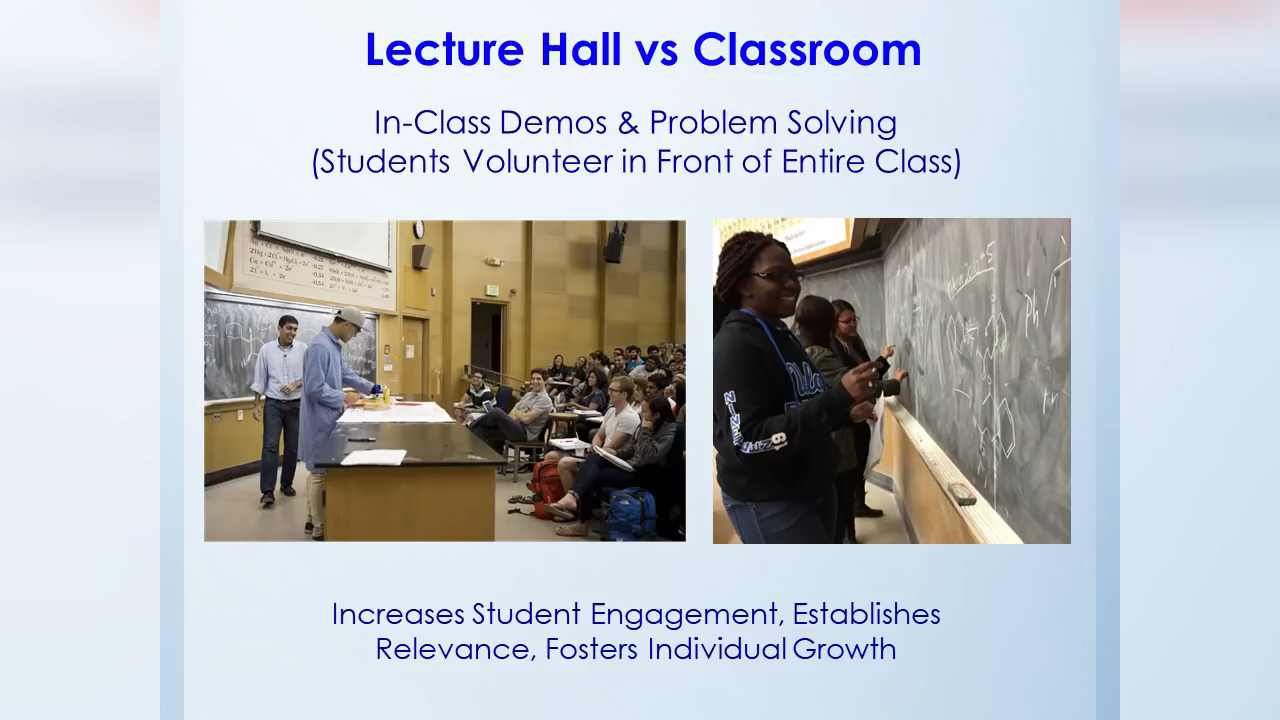 Lecture Hall vs Classroom
In-Class Demos & Problem Solving
(Students Volunteer in Front of Entire Class)
Increases Student Engagement, Establishes
Relevance, Fosters Individual Growth